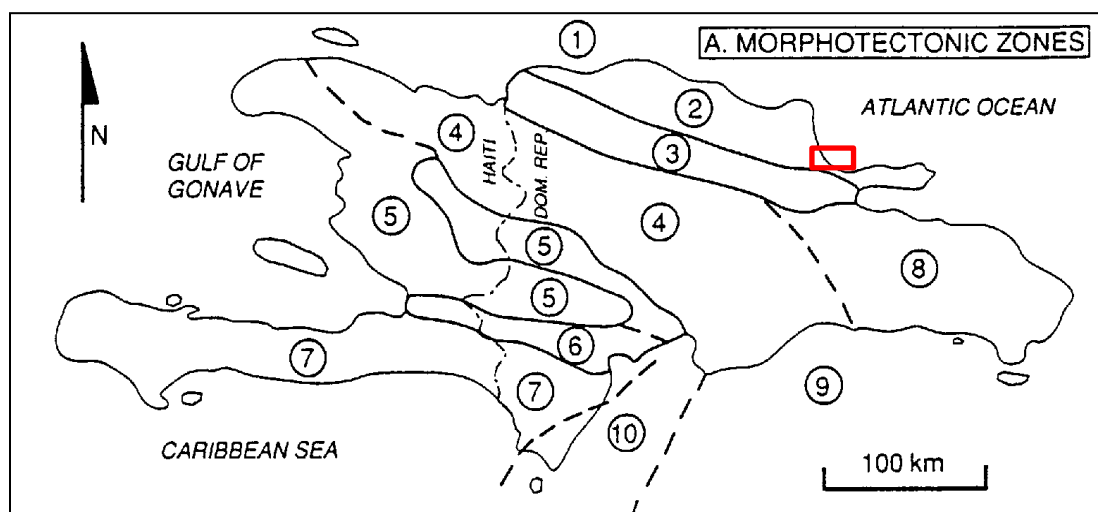 A. MORPHOTECTONIC ZONES
1
2
ATLANTIC OCEAN
N
4
3
GULF OF
GONAVE
HAITI
DOM. REP.
5
5
4
8
5
6
7
7
9
10
CARIBBEAN SEA
100 km